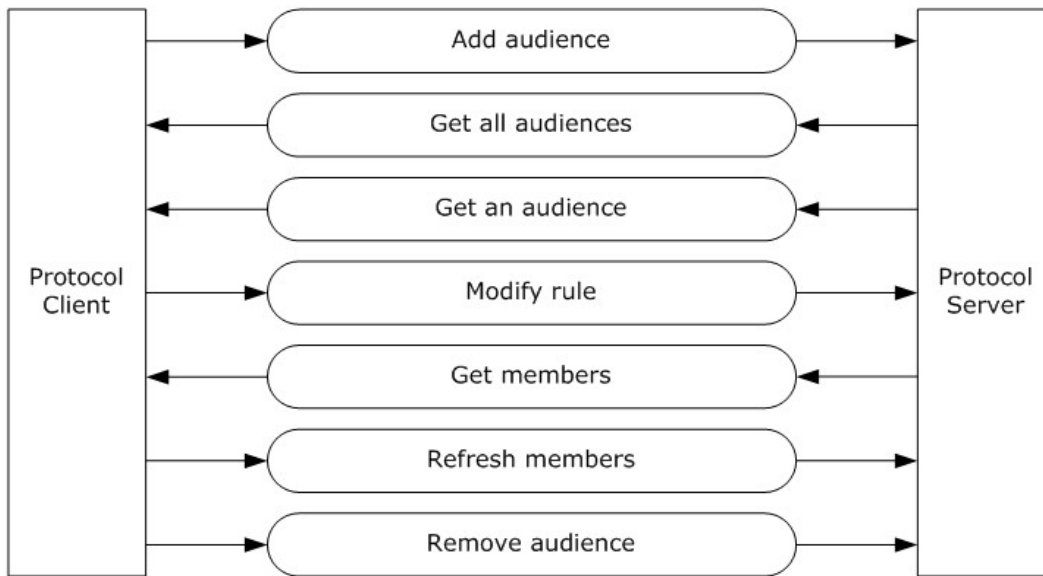 Add audience
Get all audiences
Get an audience
Protocol
Client
Modify rule
Protocol
Server
Get members
Refresh members
Remove audience